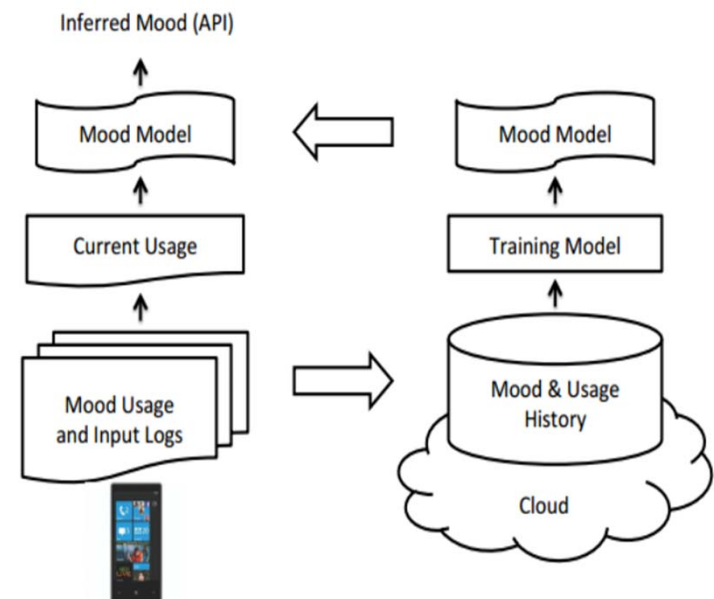 Inferred Mood (API)
Mood Model
Mood Model
Current Usage
Training Model
Mood Usage
and Input Logs
Mood & Usage
History
Cloud